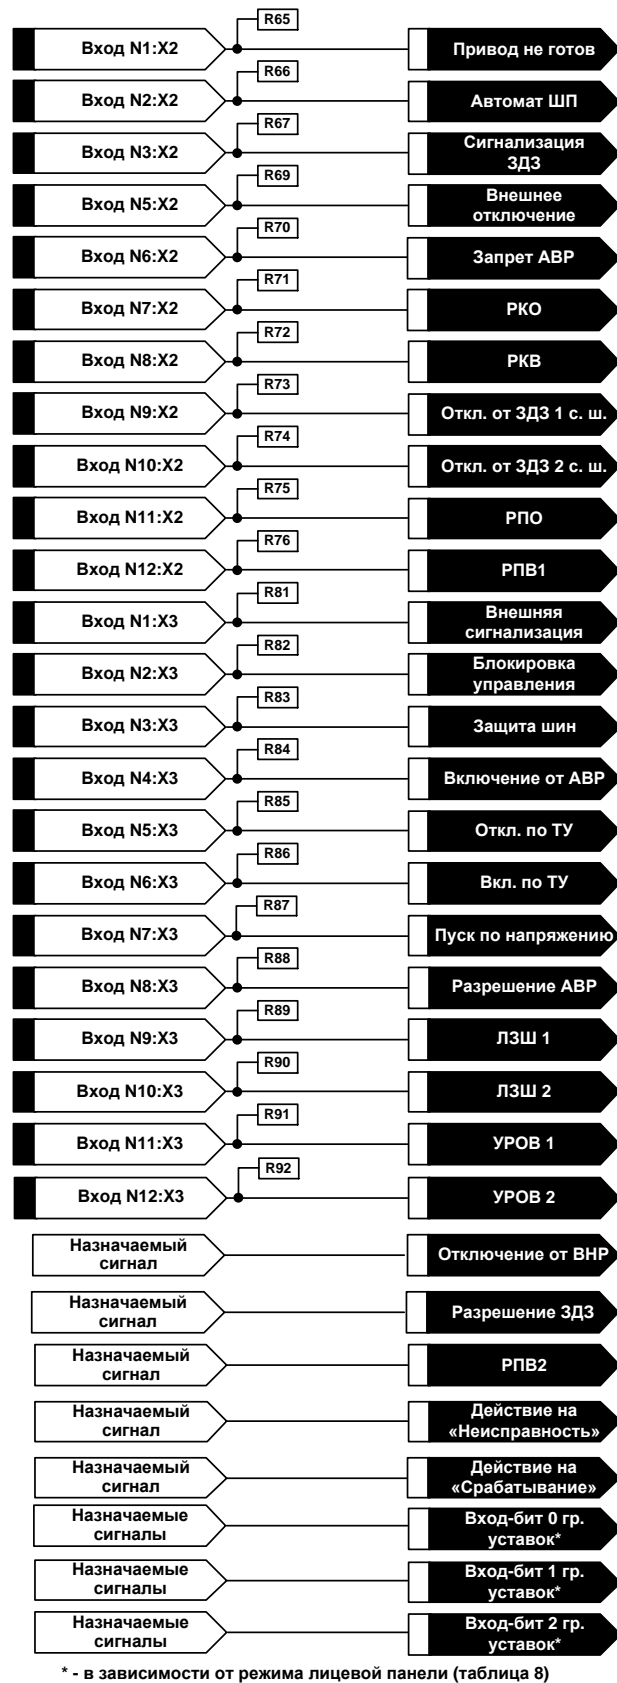 R65
Вход N1:X2
Привод не готов
R66
Вход N2:X2
Автомат ШП
R67
Вход N3:X2
Сигнализация
ЗДЗ
R69
Вход N5:X2
Внешнее
отключение
R70
Вход N6:X2
Запрет АВР
R71
Вход N7:X2
РКО
R72
Вход N8:X2
РКВ
R73
Вход N9:X2
Откл. от ЗДЗ 1 с. ш.
R74
Вход N10:X2
Откл. от ЗДЗ 2 с. ш.
R75
Вход N11:X2
РПО
R76
Вход N12:X2
РПВ1
R81
Вход N1:X3
Внешняя
сигнализация
R82
Вход N2:X3
Блокировка
управления
R83
Вход N3:X3
Защита шин
R84
Вход N4:X3
Включение от АВР
R85
Вход N5:X3
Откл. по ТУ
R86
Вход N6:X3
Вкл. по ТУ
R87
Вход N7:X3
Пуск по напряжению
R88
Вход N8:X3
Разрешение АВР
R89
Вход N9:X3
ЛЗШ 1
R90
Вход N10:X3
ЛЗШ 2
R91
Вход N11:X3
УРОВ 1
R92
Вход N12:X3
УРОВ 2
Назначаемый
сигнал
Отключение от ВНР
Назначаемый
сигнал
Разрешение ЗДЗ
Назначаемый
сигнал
РПВ2
Назначаемый
сигнал
Действие на
«Неисправность»
Назначаемый
сигнал
Действие на
«Срабатывание»
Назначаемые
сигналы
Вход-бит 0 гр.
уставок*
Назначаемые
сигналы
Вход-бит 1 гр.
уставок*
Назначаемые
сигналы
Вход-бит 2 гр.
уставок*
* - в зависимости от режима лицевой панели (таблица 8)